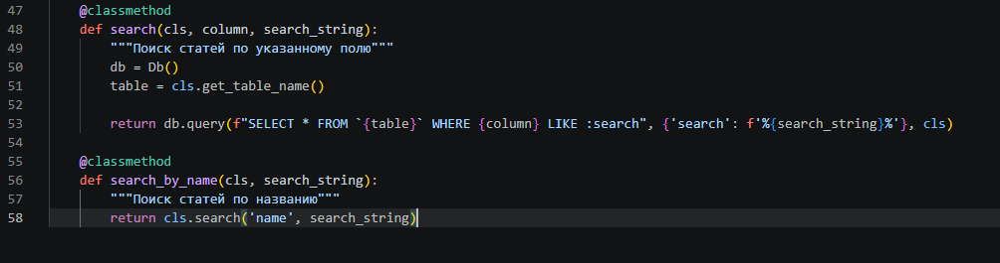 47 @classmethod
48 def search(cls, column, search_string):
49 """Поиск статей по указанному полю"""
50 db = Db()
51 table = cls.get_table_name()
52
53 return db.query(f"SELECT * FROM `{table}` WHERE {column} LIKE :search", {'search': f'%{search_string}%'}, cls)
54
55 @classmethod
56 def search_by_name(cls, search_string):
57 """Поиск статей по названию"""
58 return cls.search('name', search_string)